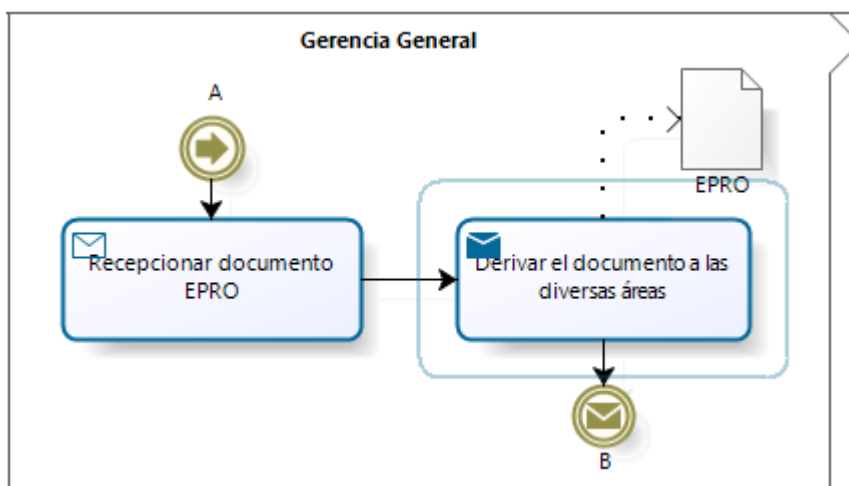 Gerencia General
A
EPRO
Recepcionar documento
EPRO
Derivar el documento a las
diversas áreas
B